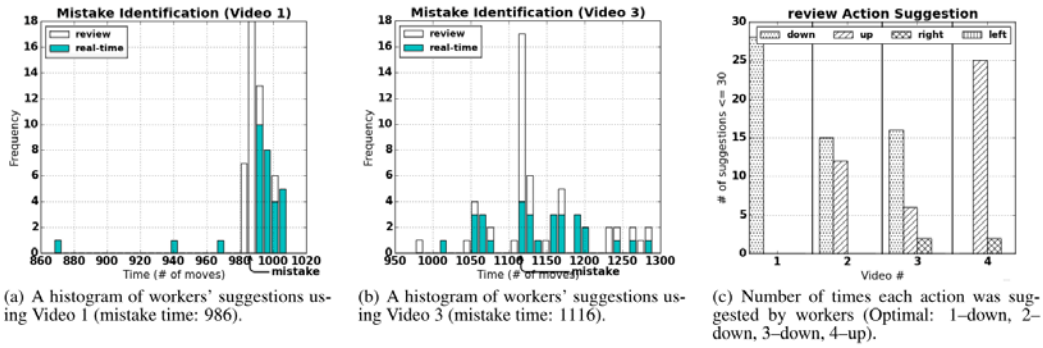 Mistake Identification (Video 1)
review
real-time
Frequency
18
16
14
12
10
8
6
4
2
0
860 880 900 920 940 960 980 1000 1020
Time (# of moves)
mistake
(a) A histogram of workers' suggestions us-
ing Video 1 (mistake time: 986).
Mistake Identification (Video 3)
review
real-time
Frequency
18
16
14
12
10
8
6
4
2
0
950 1000 1050 1100 1150 1200 1250 1300
Time (# of moves)
mistake
(b) A histogram of workers' suggestions us-
ing Video 3 (mistake time: 1116).
review Action Suggestion
down up right left
# of suggestions <= 30
30
25
20
15
10
5
0
1 2 3 4
Video #
(c) Number of times each action was sug-
gested by workers (Optimal: 1–down, 2–
down, 3–down, 4–up).